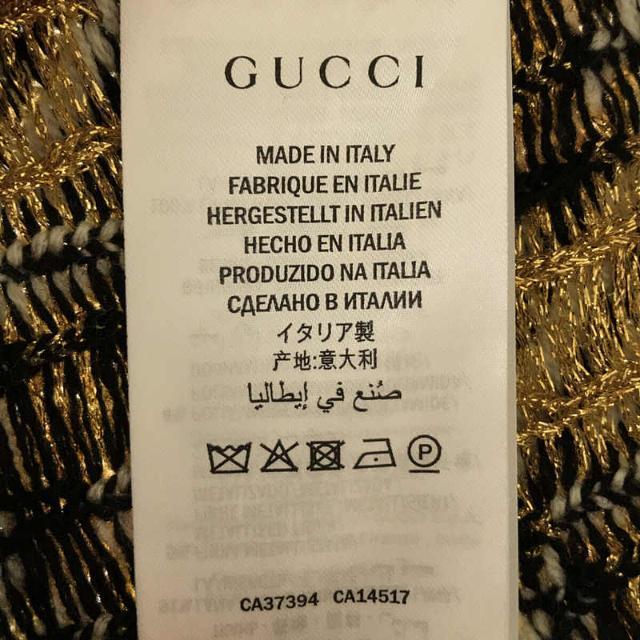 GUCCI
MADE IN ITALY
FABRIQUE EN ITALIE
HERGESTELLT IN ITALIEN
HECHO EN ITALIA
PRODUZIDO NA ITALIA
СДЕЛАНО В ИТАЛИИ
イタリア製
产地:意大利
صُنع في إيطاليا
P
CA37394 CA14517